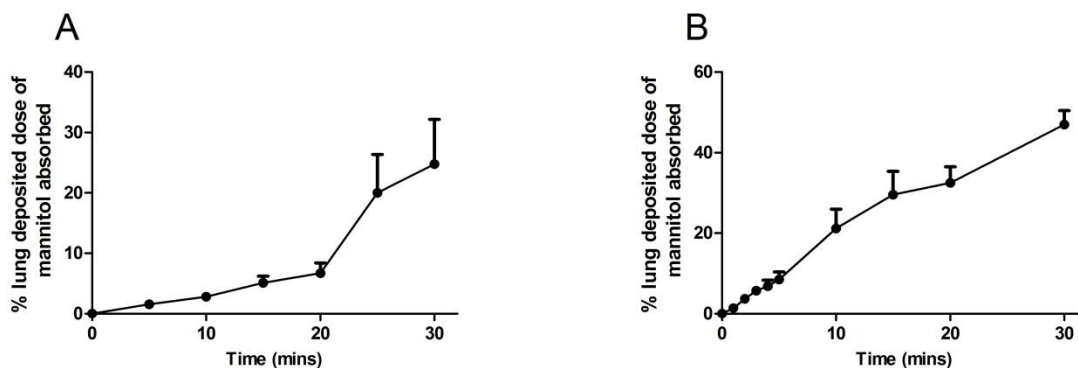 A
% lung deposited dose of
mannitol absorbed
40
30
20
10
0
0 10 20 30
Time (mins)
B
% lung deposited dose of
mannitol absorbed
60
40
20
0
0 10 20 30
Time (mins)